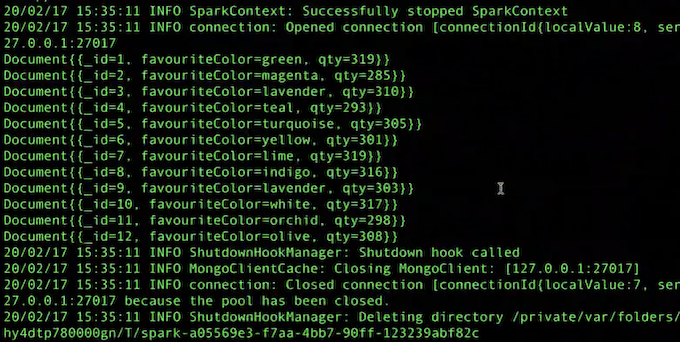 20/02/17 15:35:11 INFO SparkContext: Successfully stopped SparkContext
20/02/17 15:35:11 INFO connection: Opened connection [connectionId{localValue:8, ser
27.0.0.1:27017
Document{{_id=1, favouriteColor=green, qty=319}}
Document{{_id=2, favouriteColor=magenta, qty=285}}
Document{{_id=3, favouriteColor=lavender, qty=310}}
Document{{_id=4, favouriteColor=teal, qty=293}}
Document{{_id=5, favouriteColor=turquoise, qty=305}}
Document{{_id=6, favouriteColor=yellow, qty=301}}
Document{{_id=7, favouriteColor=lime, qty=319}}
Document{{_id=8, favouriteColor=indigo, qty=316}}
Document{{_id=9, favouriteColor=lavender, qty=303}}
Document{{_id=10, favouriteColor=white, qty=317}}
Document{{_id=11, favouriteColor=orchid, qty=298}}
Document{{_id=12, favouriteColor=olive, qty=308}}
20/02/17 15:35:11 INFO ShutdownHookManager: Shutdown hook called
20/02/17 15:35:11 INFO MongoClientCache: Closing MongoClient: [127.0.0.1:27017]
20/02/17 15:35:11 INFO connection: Closed connection [connectionId{localValue:7, ser
27.0.0.1:27017 because the pool has been closed.
20/02/17 15:35:11 INFO ShutdownHookManager: Deleting directory /private/var/folders/
hy4dtp780000gn/T/spark-a05569e3-f7aa-4bb7-90ff-123239abf82c